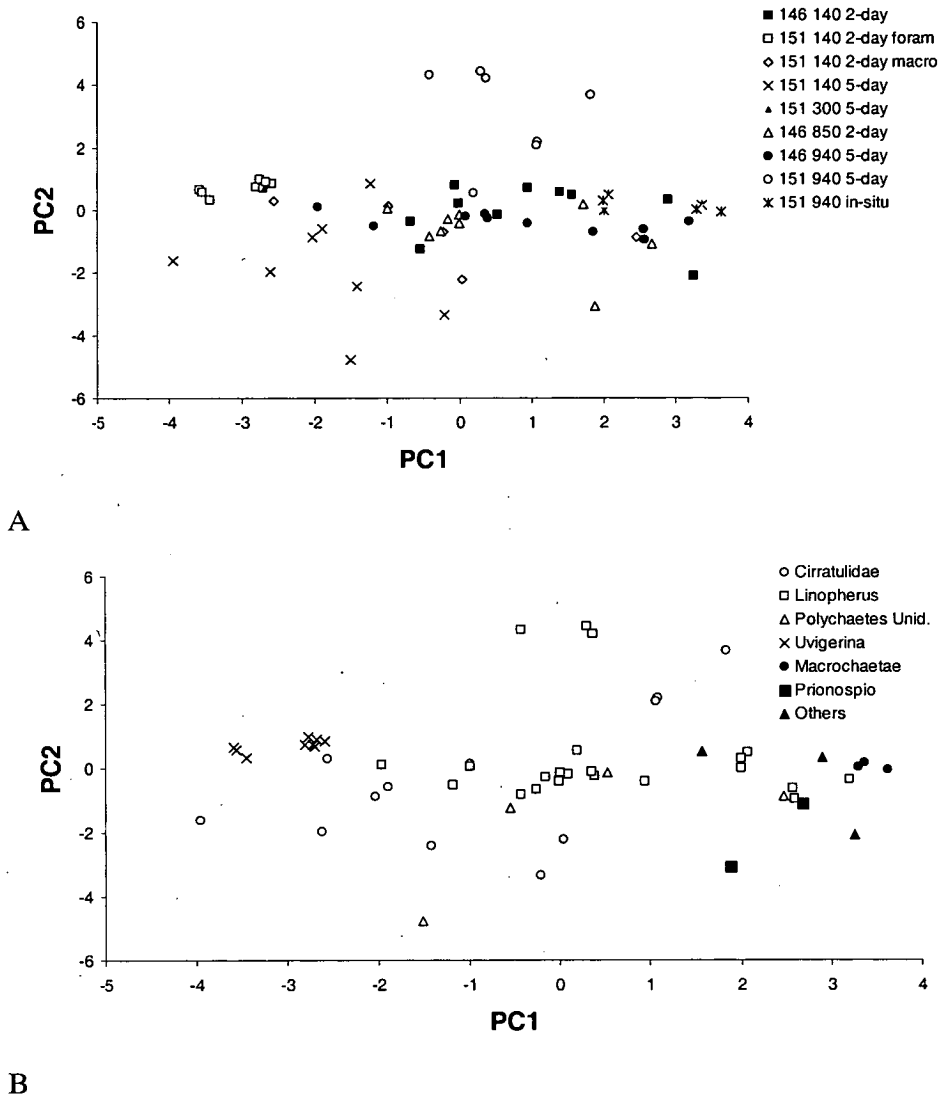 6
4
2
0
-2
-4
-6
PC2
-5
-4
-3
-2
-1
0
1
2
3
4
PC1
146 140 2-day
151 140 2-day foram
151 140 2-day macro
151 140 5-day
151 300 5-day
146 850 2-day
146 940 5-day
151 940 5-day
151 940 in-situ
A
6
4
2
0
-2
-4
-6
PC2
-5
-4
-3
-2
-1
0
1
2
3
4
PC1
Cirratulidae
Linopherus
Polychaetes Unid.
Uvigerina
Macrochaetae
Prionospio
Others
B